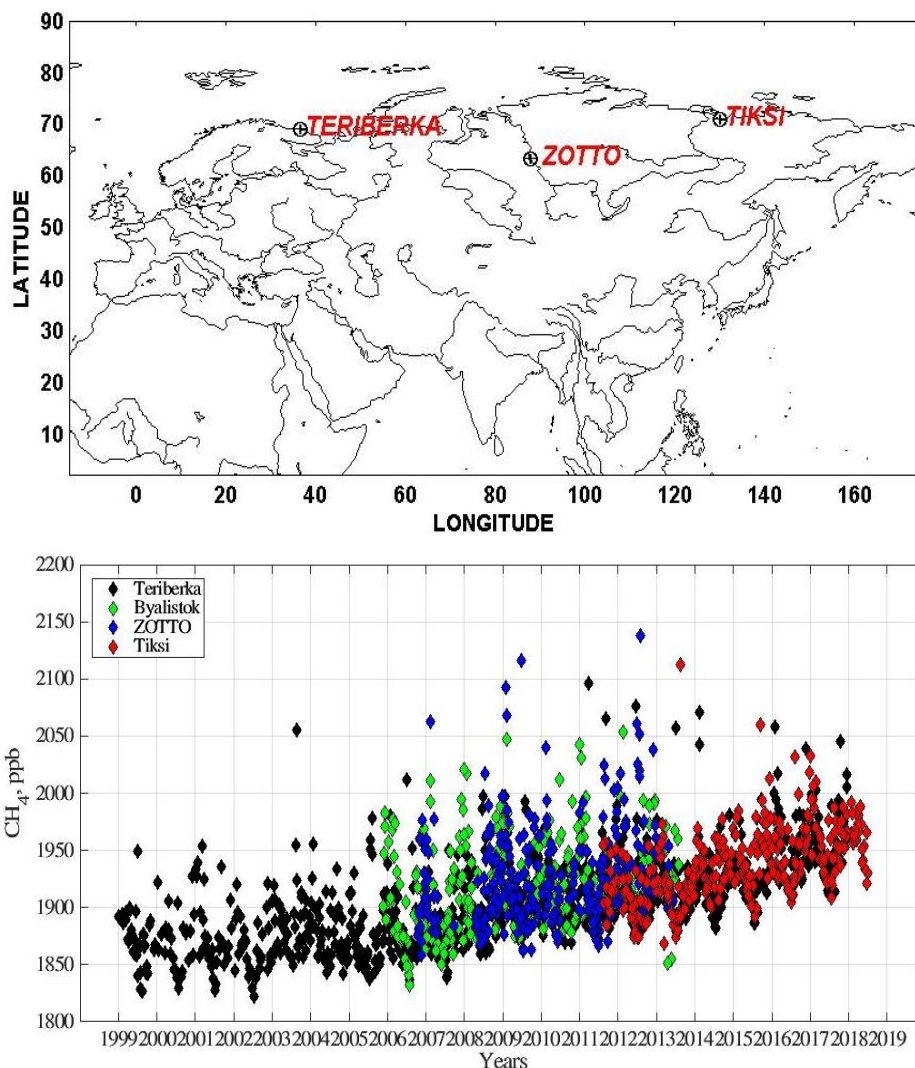 90
80
70
60
50
40
30
20
10
LATITUDE
TERIBERKA
TIKSI
ZOTTO
0 20 40 60 80 100 120 140 160
LONGITUDE
2200
2150
2100
2050
2000
1950
1900
1850
1800
CH4, ppb
Teriberka
Byalistok
ZOTTO
Tiksi
1999 2000 2001 2002 2003 2004 2005 2006 2007 2008 2009 2010 2011 2012 2013 2014 2015 2016 2017 2018 2019
Years